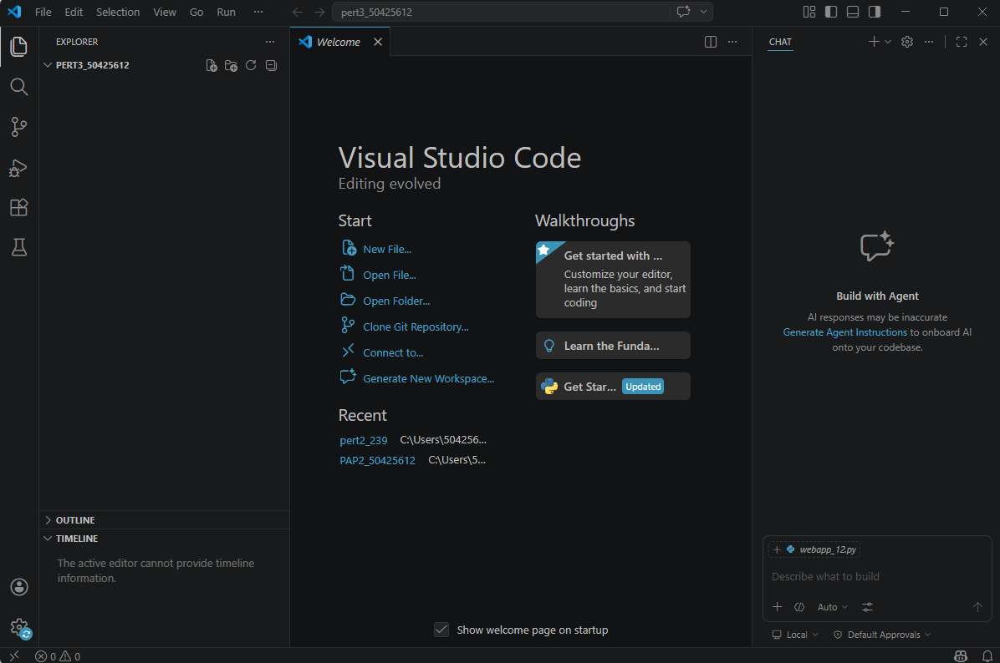 File Edit Selection View Go Run ···
pert3_50425612
EXPLORER ···
PERT3_50425612
OUTLINE
TIMELINE
The active editor cannot provide timeline
information.
Welcome
Visual Studio Code
Editing evolved
Start
New File...
Open File...
Open Folder...
Clone Git Repository...
Connect to...
Generate New Workspace...
Recent
pert2_239 C:\Users\504256...
PAP2_50425612 C:\Users\5...
Walkthroughs
Get started with ...
Customize your editor,
learn the basics, and start
coding
Learn the Funda...
Get Star... Updated
Show welcome page on startup
CHAT
Build with Agent
AI responses may be inaccurate
Generate Agent Instructions to onboard AI
onto your codebase.
webapp_12.py
Describe what to build
Auto
Local Default Approvals
0 0